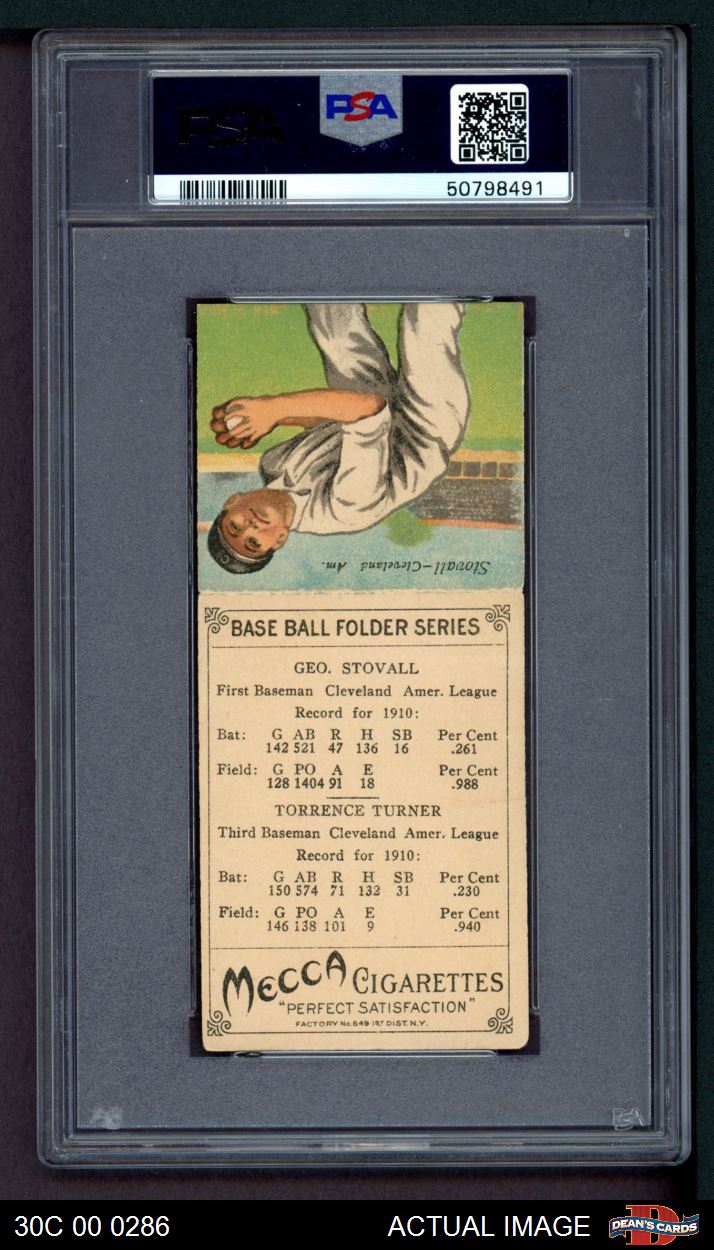 PSA
PSA
50798491
Stovall—Cleveland Am.
BASE BALL FOLDER SERIES
GEO. STOVALL
First Baseman Cleveland Amer. League
Record for 1910:
Bat: G AB R H SB Per Cent
142 521 47 136 16 .261
Field: G PO A E Per Cent
128 1404 91 18 .988
TORRENCE TURNER
Third Baseman Cleveland Amer. League
Record for 1910:
Bat: G AB R H SB Per Cent
150 574 71 132 31 .230
Field: G PO A E Per Cent
146 138 101 9 .940
MECCA CIGARETTES
"PERFECT SATISFACTION"
FACTORY No. 649 1ST DIST. N.Y.
PSA
30C 00 0286 ACTUAL IMAGE DEAN'S CARDS